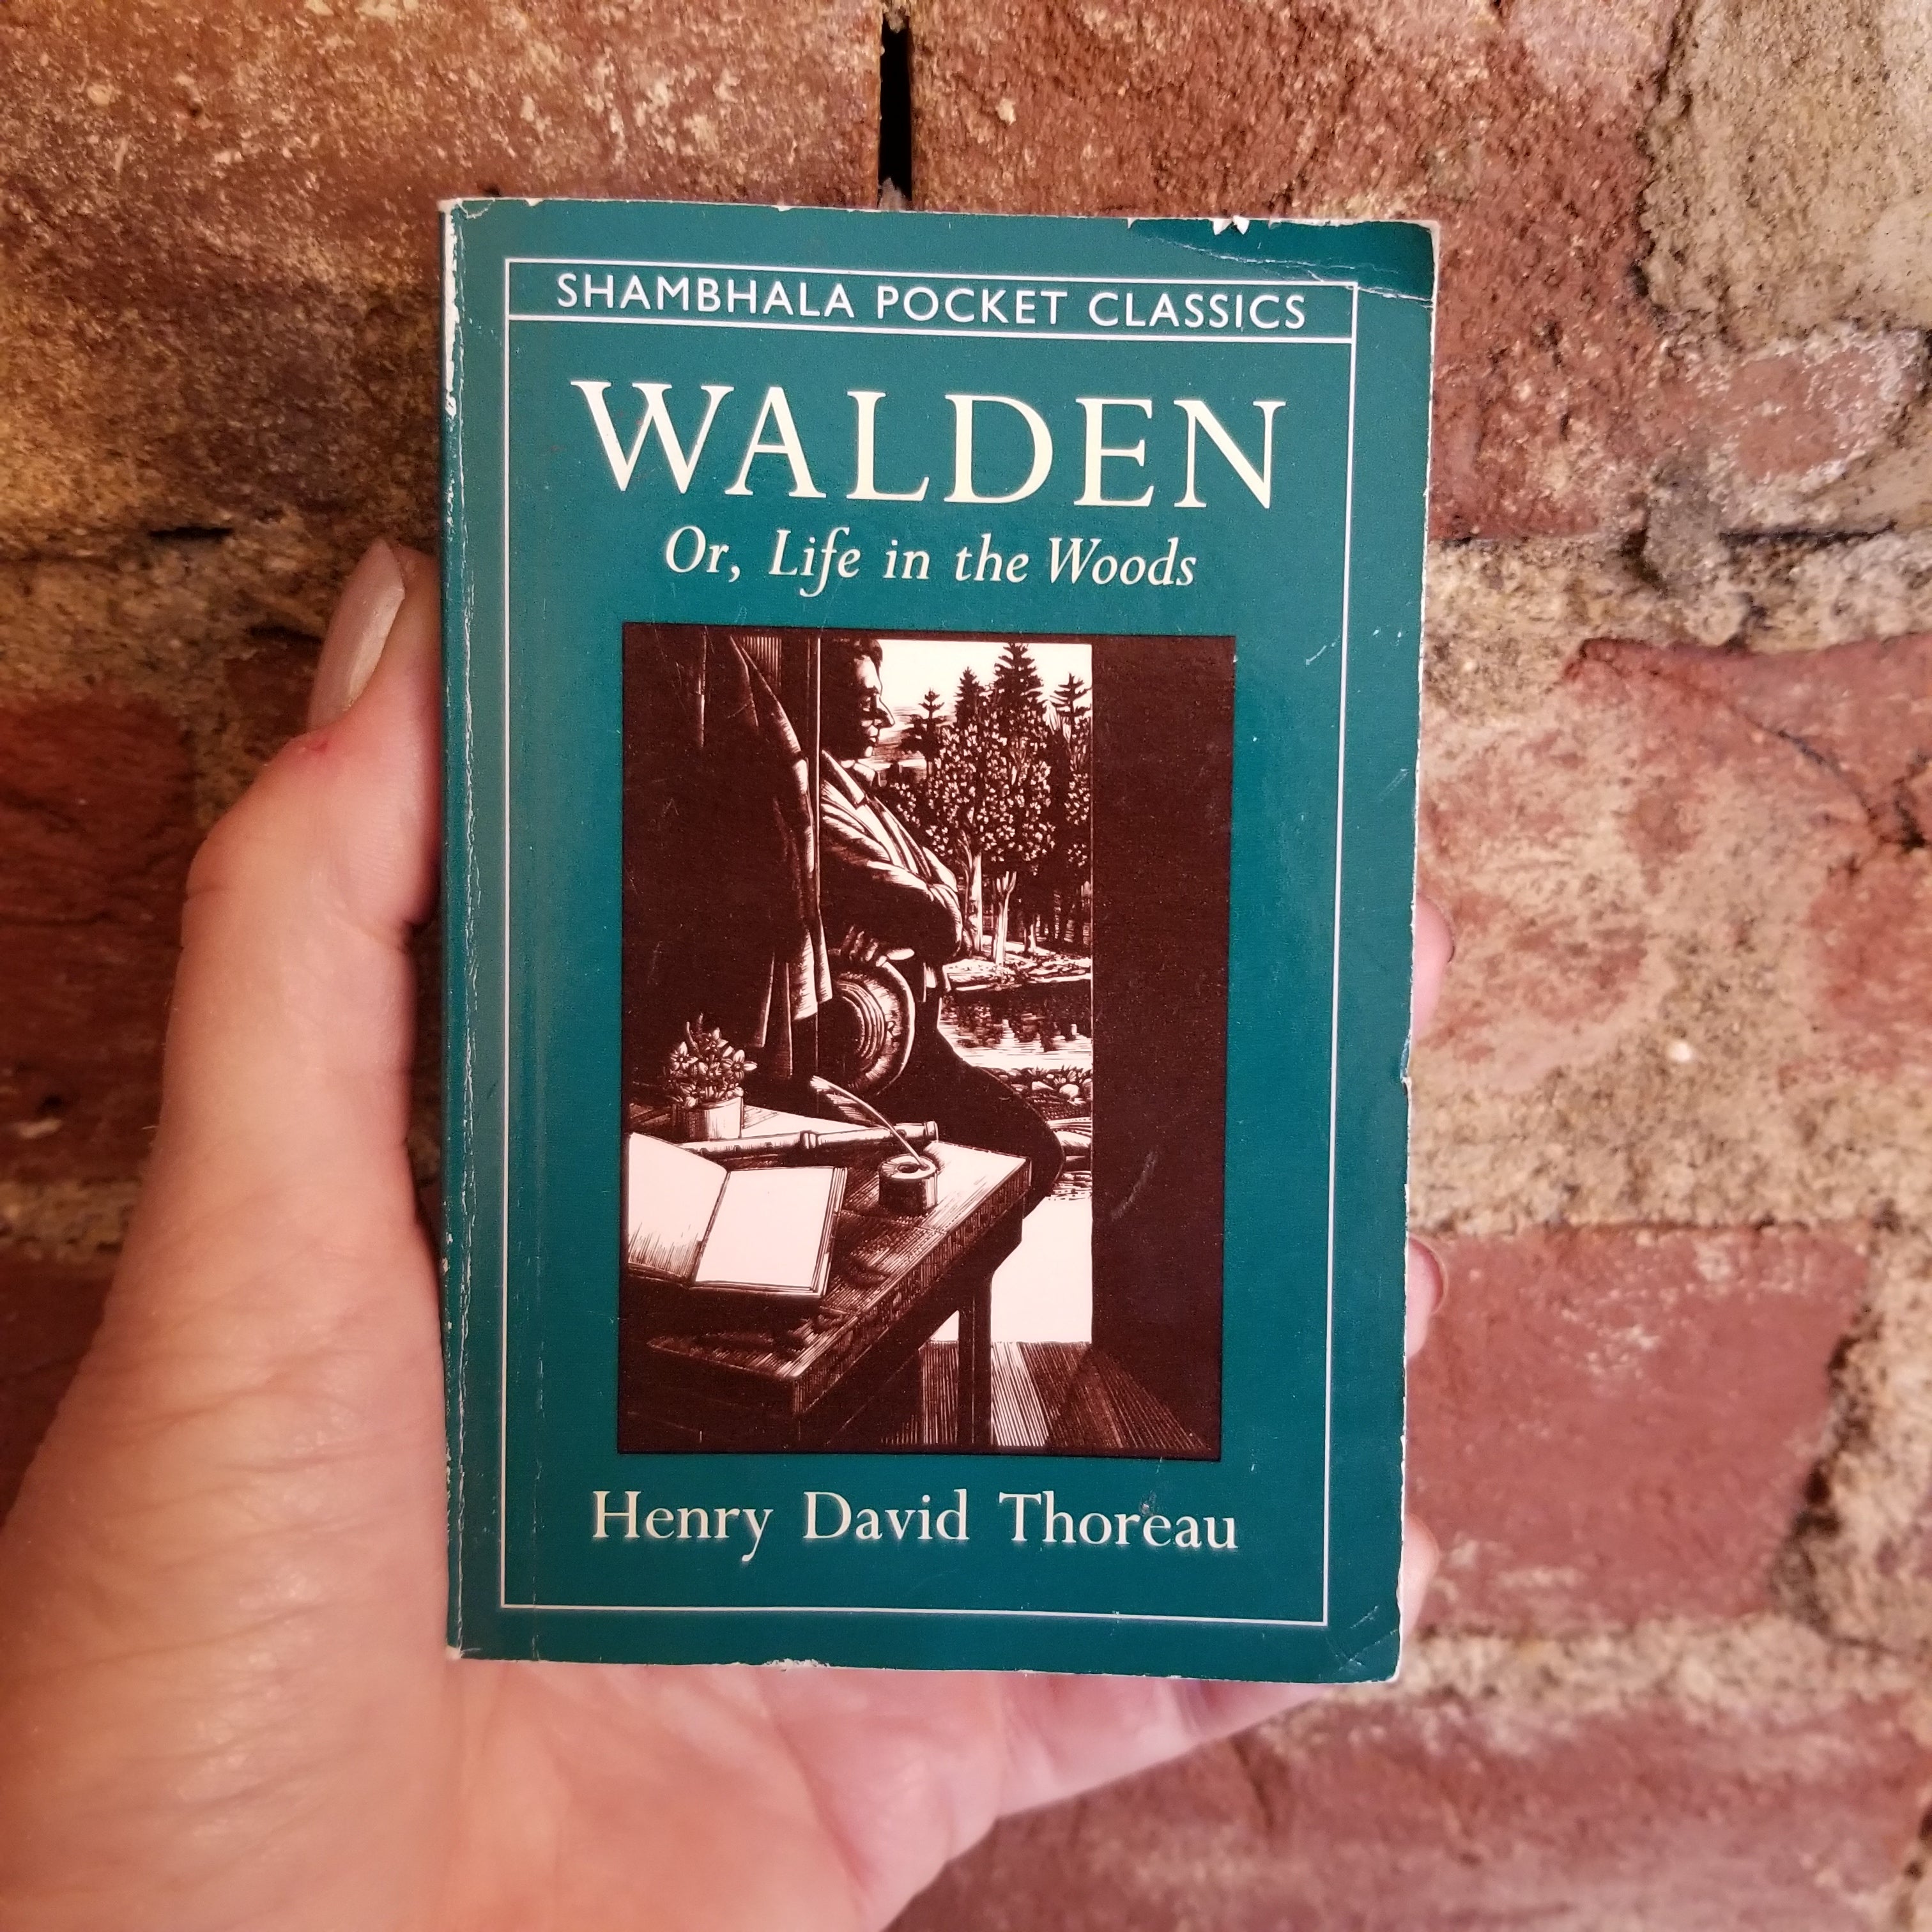 SHAMBHALA POCKET CLASSICS
WALDEN
Or, Life in the Woods
Henry David Thoreau